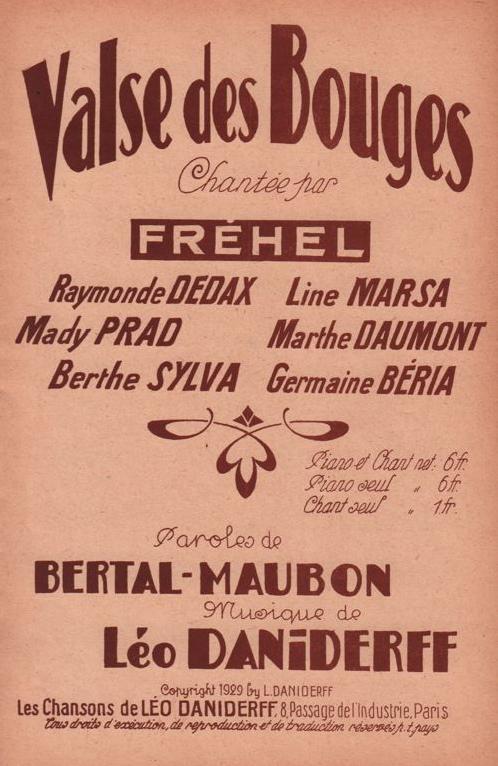 Valse des Bouges
Chantée par
FRÉHEL
Raymonde DEDAX Line MARSA
Mady PRAD Marthe DAUMONT
Berthe SYLVA Germaine BÉRIA
Piano et Chant net. 6 fr.
Piano seul „ 6 fr.
Chant seul „ 1 fr.
Paroles de
BERTAL-MAUBON
Musique de
Léo DANiDERFF
Copyright 1929 by L.DANIDERFF
Les Chansons de LÉO DANIDERFF, 8, Passage de l'Industrie, Paris
Tous droits d'exécution, de reproduction et de traduction réservés p. t. pays